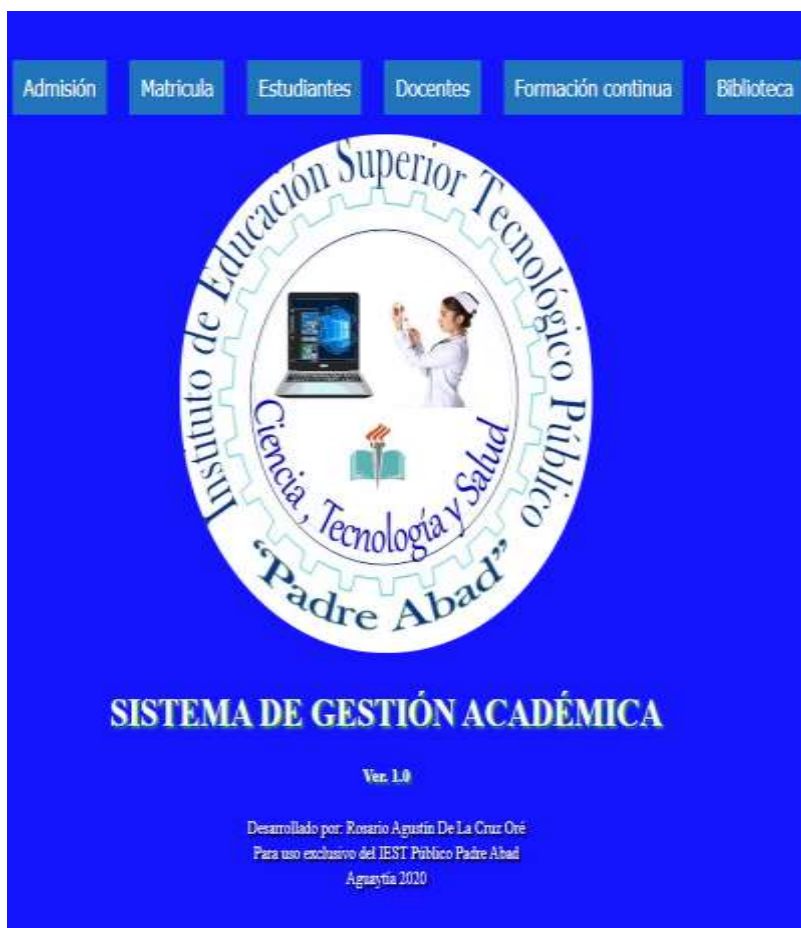 Admisión
Matricula
Estudiantes
Docentes
Formación continua
Biblioteca
Instituto de Educación Superior Tecnológico Público
"Padre Abad"
Ciencia, Tecnología y Salud
SISTEMA DE GESTIÓN ACADÉMICA
Ver. 1.0
Desarrollado por: Rosario Agustín De La Cruz Oré
Para uso exclusivo del IEST Público Padre Abad
Aguaytía 2020